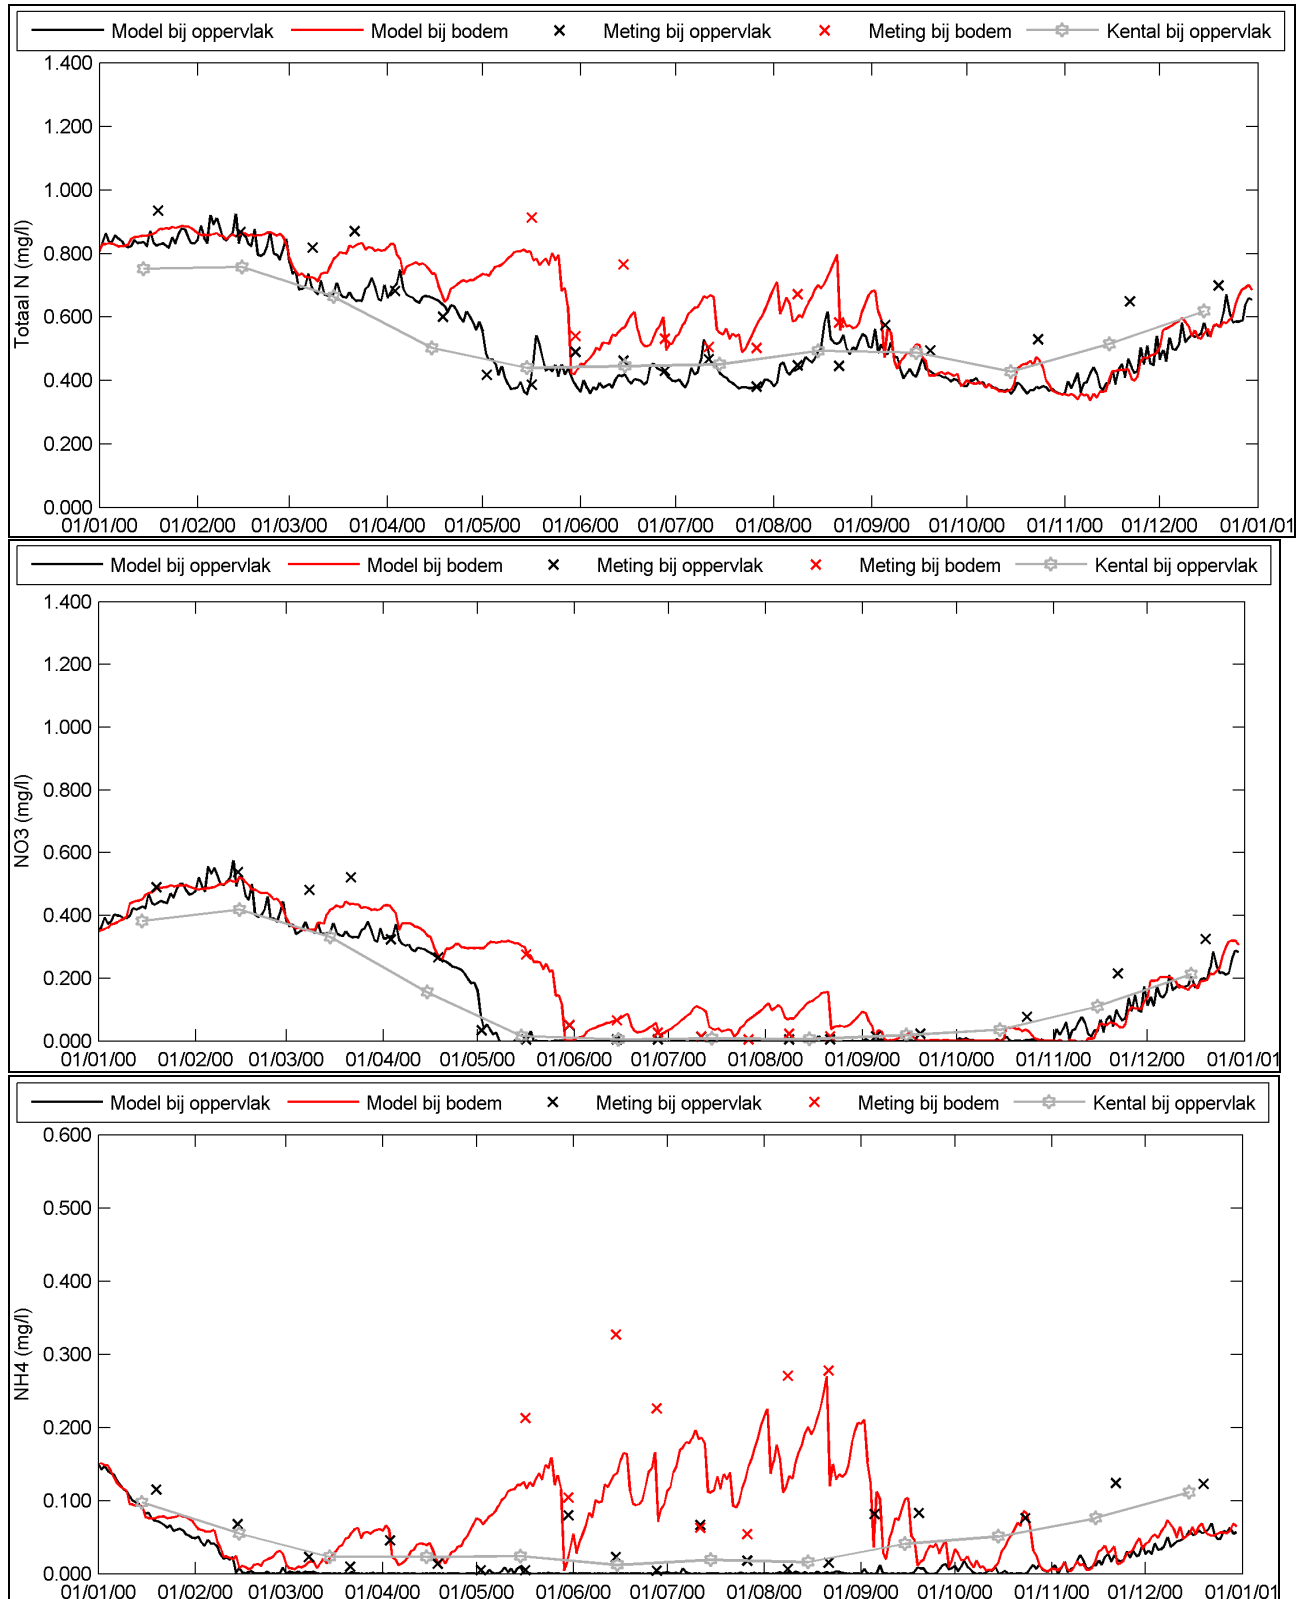 Model bij oppervlak Model bij bodem Meting bij oppervlak Meting bij bodem Kental bij oppervlak
1.400
1.200
1.000
0.800
0.600
0.400
0.200
0.000
Totaal N (mg/l)
01/01/00 01/02/00 01/03/00 01/04/00 01/05/00 01/06/00 01/07/00 01/08/00 01/09/00 01/10/00 01/11/00 01/12/00 01/01/01
Model bij oppervlak Model bij bodem Meting bij oppervlak Meting bij bodem Kental bij oppervlak
1.400
1.200
1.000
0.800
0.600
0.400
0.200
0.000
NO3 (mg/l)
01/01/00 01/02/00 01/03/00 01/04/00 01/05/00 01/06/00 01/07/00 01/08/00 01/09/00 01/10/00 01/11/00 01/12/00 01/01/01
Model bij oppervlak Model bij bodem Meting bij oppervlak Meting bij bodem Kental bij oppervlak
0.600
0.500
0.400
0.300
0.200
0.100
0.000
NH4 (mg/l)
01/01/00 01/02/00 01/03/00 01/04/00 01/05/00 01/06/00 01/07/00 01/08/00 01/09/00 01/10/00 01/11/00 01/12/00 01/01/01